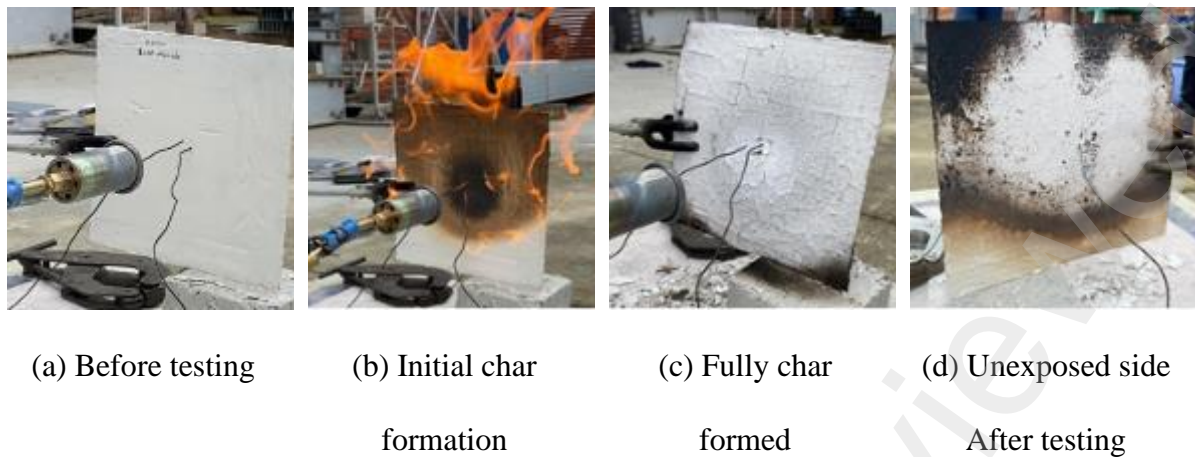 (a) Before testing
(b) Initial char
formation
(c) Fully char
formed
(d) Unexposed side
After testing